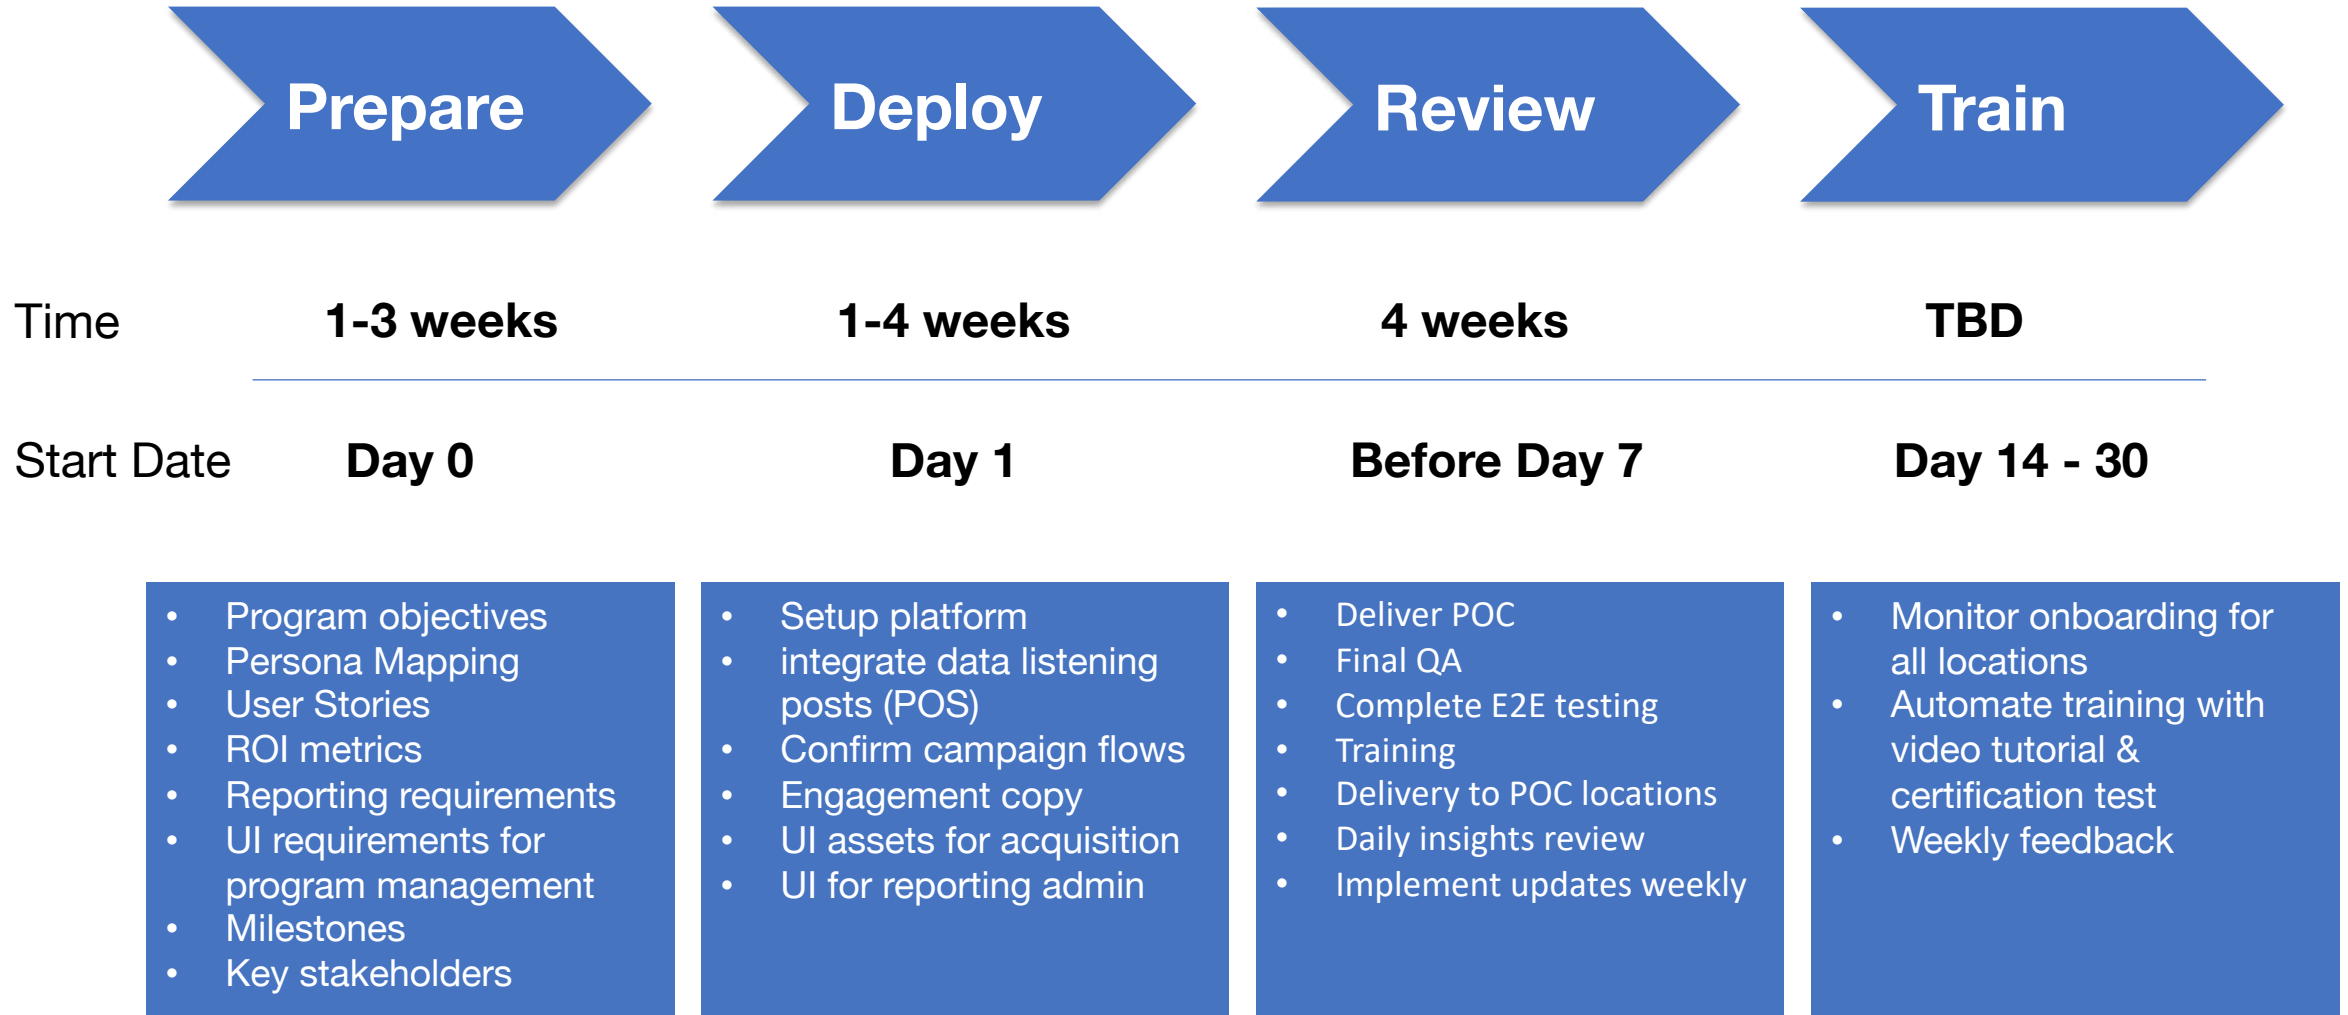 Prepare
Deploy
Review
Train
Time
1-3 weeks
1-4 weeks
4 weeks
TBD
Start Date
Day 0
Day 1
Before Day 7
Day 14 - 30
• Program objectives
• Persona Mapping
• User Stories
• ROI metrics
• Reporting requirements
• UI requirements for
program management
• Milestones
• Key stakeholders
• Setup platform
• integrate data listening
posts (POS)
• Confirm campaign flows
• Engagement copy
• UI assets for acquisition
• UI for reporting admin
• Deliver POC
• Final QA
• Complete E2E testing
• Training
• Delivery to POC locations
• Daily insights review
• Implement updates weekly
• Monitor onboarding for
all locations
• Automate training with
video tutorial &
certification test
• Weekly feedback